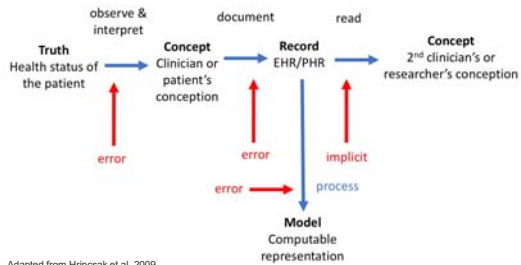 observe &
interpret
document
read
Truth
Health status of
the patient
Concept
Clinician or
patient's
conception
Record
EHR/PHR
Concept
2nd clinician's or
researcher's conception
error
error
implicit
error
process
Model
Computable
representation
Adapted from Hripcsak et al. 2009